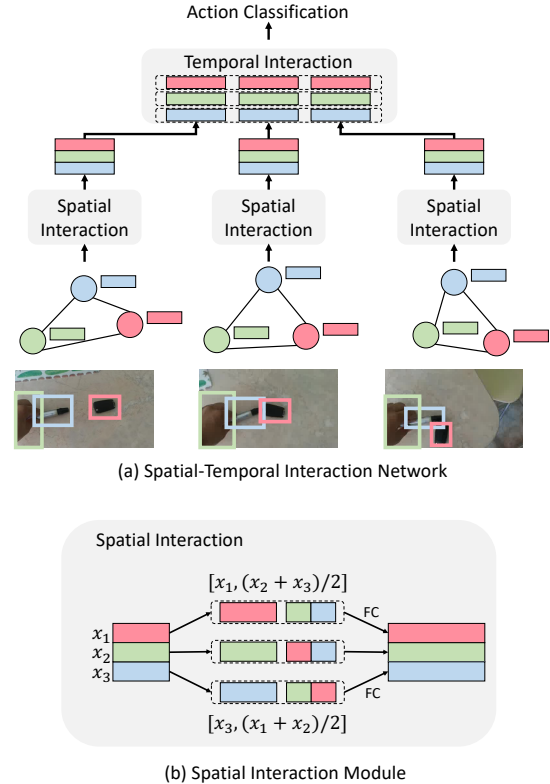 Action Classification
Temporal Interaction
Spatial
Interaction
Spatial
Interaction
Spatial
Interaction
(a) Spatial-Temporal Interaction Network
Spatial Interaction
[x₁, (x₂ + x₃)/2]
FC
x₁
x₂
x₃
FC
[x₃, (x₁ + x₂)/2]
(b) Spatial Interaction Module